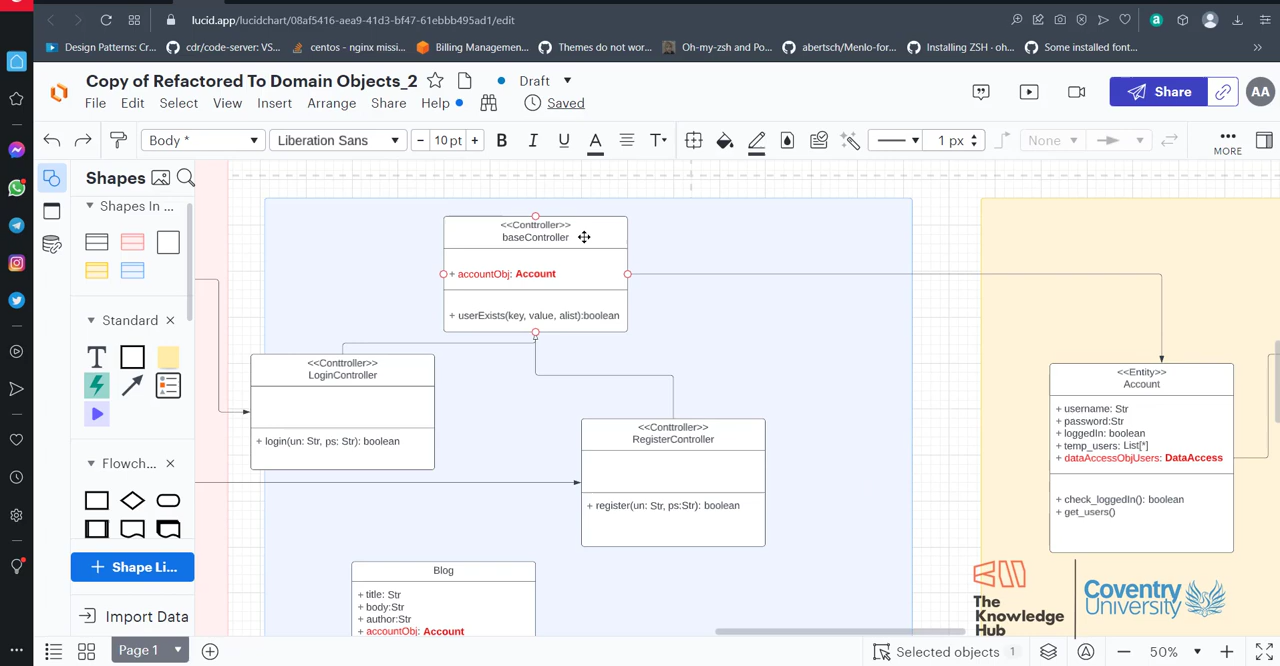 lucid.app/lucidchart/08af5416-aea9-41d3-bf47-61ebbb495ad1/edit
Design Patterns: Cr...
cdr/code-server: VS...
centos - nginx missi...
Billing Managemen...
Themes do not wor...
Oh-my-zsh and Po...
abertsch/Menlo-for...
Installing ZSH · oh...
Some installed font...
Copy of Refactored To Domain Objects_2
Draft
File Edit Select View Insert Arrange Share Help
Saved
Share
AA
Body *
Liberation Sans
− 10 pt +
B I U A T
1 px
None
MORE
Shapes
Shapes In ...
Standard
T
Flowch...
+ Shape Li...
Import Data
<<Conttroller>>
baseController
+ accountObj: Account
+ userExists(key, value, alist):boolean
<<Conttroller>>
LoginController
+ login(un: Str, ps: Str): boolean
<<Conttroller>>
RegisterController
+ register(un: Str, ps:Str): boolean
Blog
+ title: Str
+ body:Str
+ author:Str
+ accountObj: Account
<<Entity>>
Account
+ username: Str
+ password:Str
+ loggedIn: boolean
+ temp_users: List[*]
+ dataAccessObjUsers: DataAccess
+ check_loggedIn(): boolean
+ get_users()
The
Knowledge
Hub
Coventry
University
Page 1
Selected objects 1
− 50% +